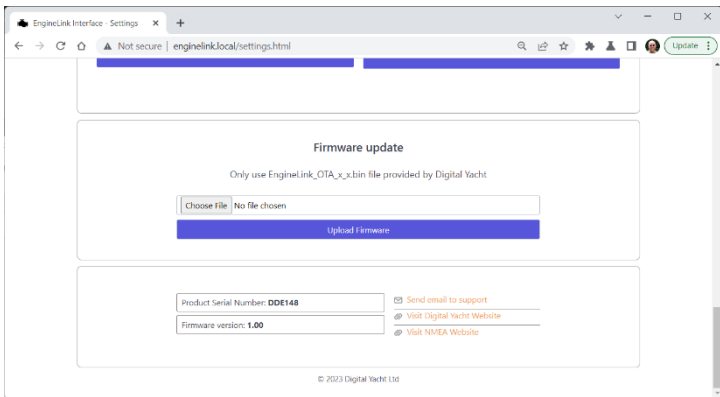 EngineLink Interface - Settings
Not secure | enginelink.local/settings.html
Update
Firmware update
Only use EngineLink_OTA_x_x.bin file provided by Digital Yacht
Choose File No file chosen
Upload Firmware
Product Serial Number: DDE148
Send email to support
Visit Digital Yacht Website
Firmware version: 1.00
Visit NMEA Website
© 2023 Digital Yacht Ltd